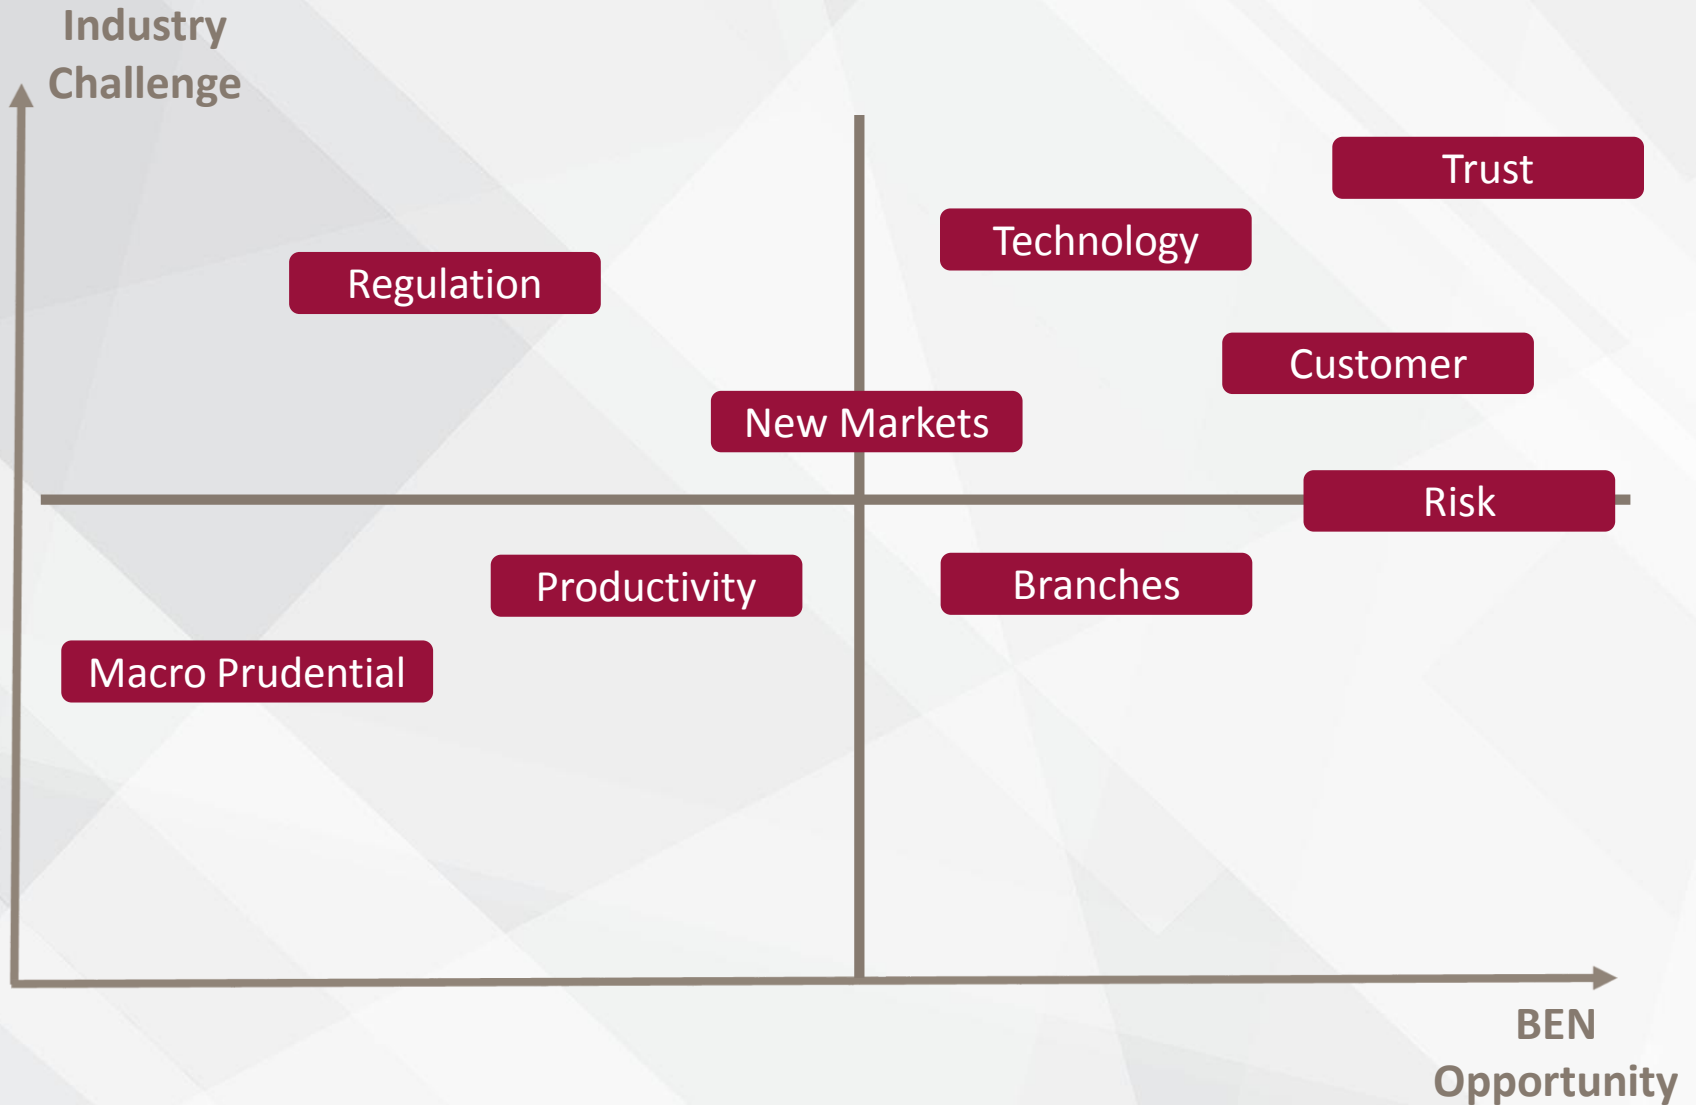 Industry
Challenge
Trust
Technology
Regulation
Customer
New Markets
Risk
Productivity
Branches
Macro Prudential
BEN
Opportunity